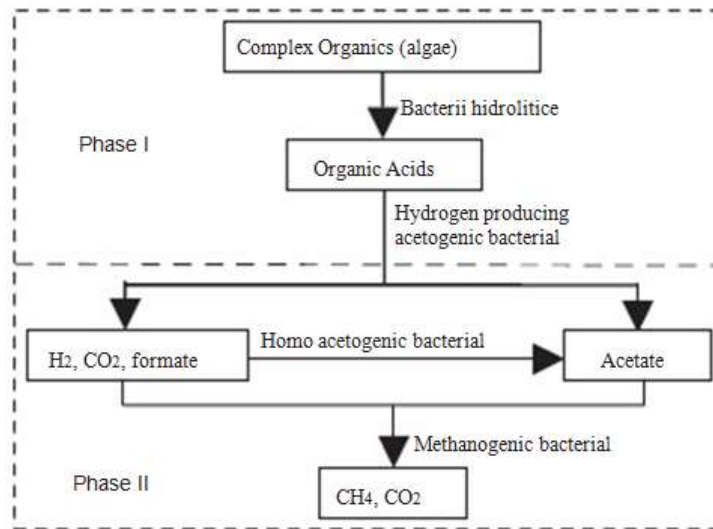 Complex Organics (algae)
Bacterii hidrolitice
Phase I
Organic Acids
Hydrogen producing
acetogenic bacterial
H2, CO2, formate
Homo acetogenic bacterial
Acetate
Methanogenic bacterial
Phase II
CH4, CO2